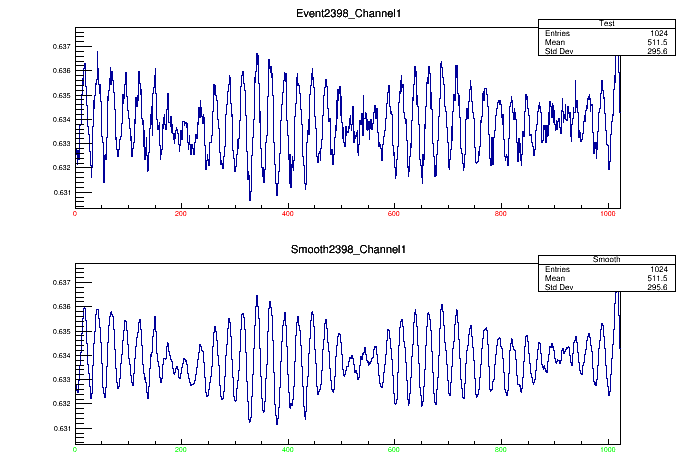 Event2398_Channel1
Test
Entries 1024
Mean 511.5
Std Dev 295.6
0.637
0.636
0.635
0.634
0.633
0.632
0.631
0 200 400 600 800 1000
Smooth2398_Channel1
Smooth
Entries 1024
Mean 511.5
Std Dev 295.6
0.637
0.636
0.635
0.634
0.633
0.632
0.631
0 200 400 600 800 1000